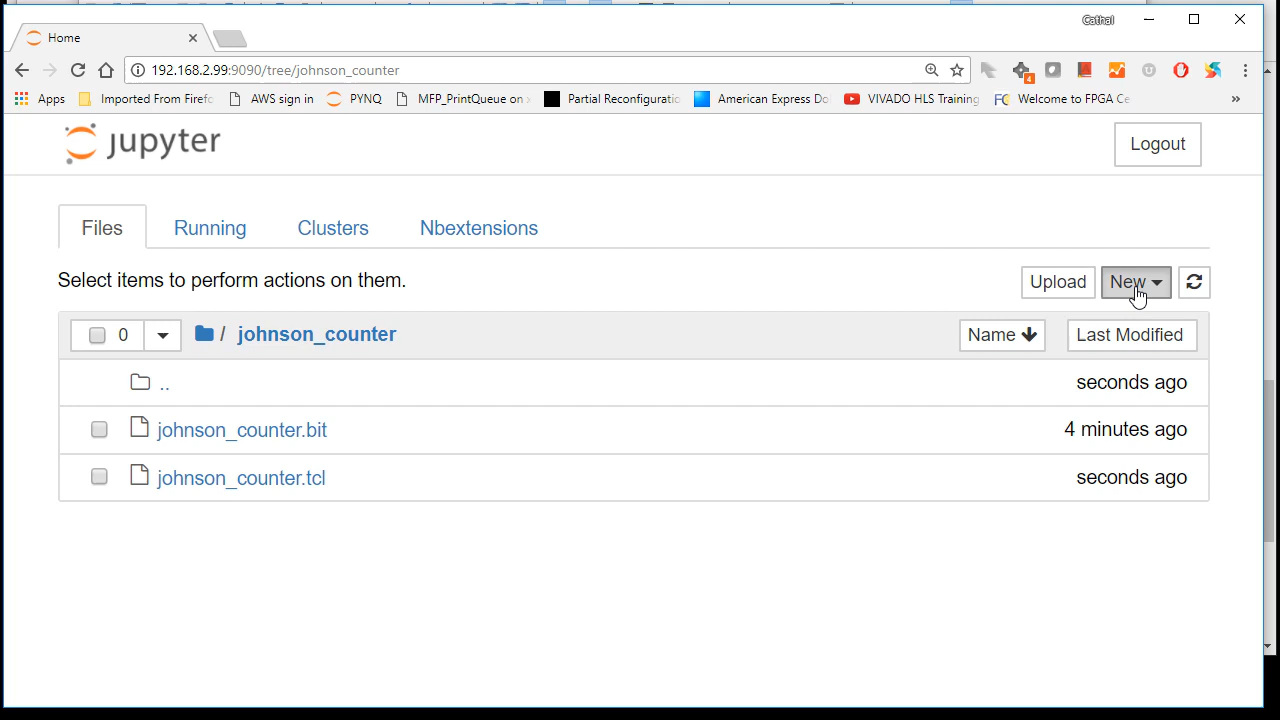 Cathal
Home
192.168.2.99:9090/tree/johnson_counter
4
Apps Imported From Firefo AWS sign in PYNQ MFP_PrintQueue on Partial Reconfiguratio American Express Do VIVADO HLS Training FC Welcome to FPGA Ce »
jupyter Logout
Files Running Clusters Nbextensions
Select items to perform actions on them. Upload New
0 / johnson_counter Name Last Modified
.. seconds ago
johnson_counter.bit 4 minutes ago
johnson_counter.tcl seconds ago